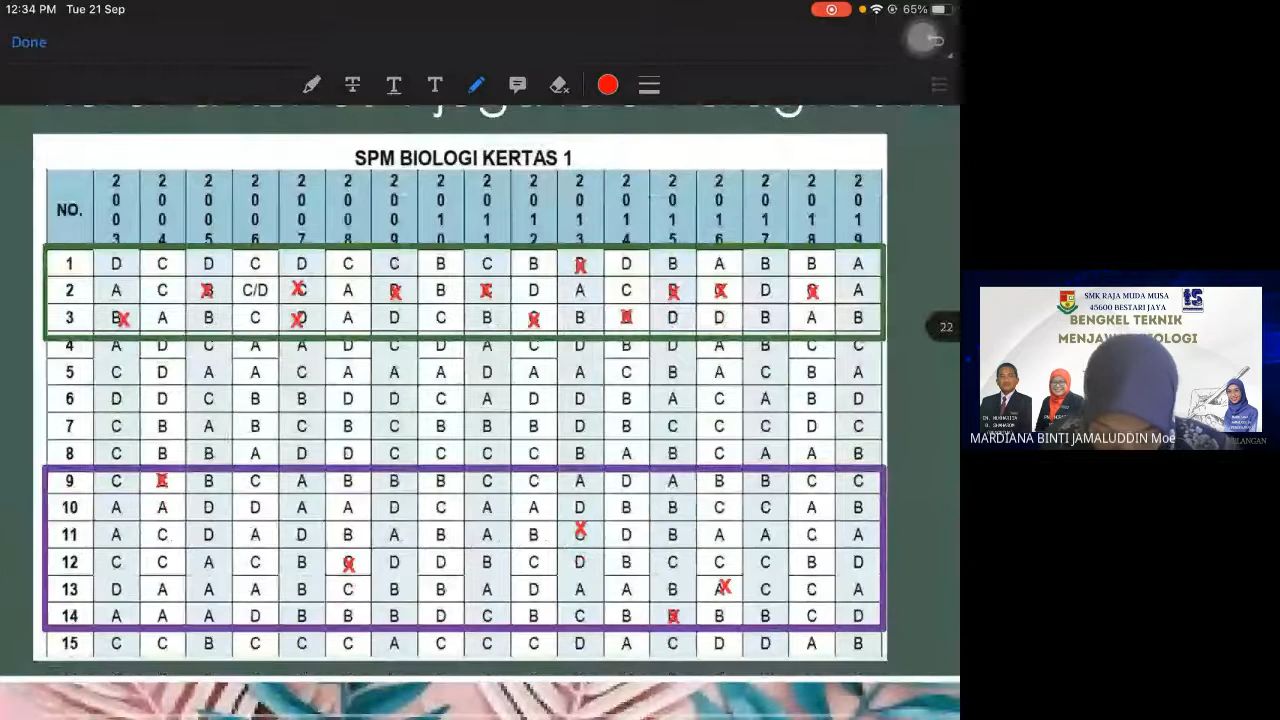 12:34 PM Tue 21 Sep
65%
Done
SPM BIOLOGI KERTAS 1
NO. 2003 2004 2005 2006 2007 2008 2009 2010 2011 2012 2013 2014 2015 2016 2017 2018 2019
1 D C D C D C C B C B D B A B B A
2 A C C/D A B D A C D A
3 B A B C A D C B B D D B A B
4 A D C A A D C D A C D B D A B C C
5 C D A A C A A A D A A C B A C B A
6 D D C B B D D C A D D B A C A B D
7 C B A B C B C B B B D B C C C D C
8 C B B A D D C C C C B A B C A A B
9 C B C A B B B C C A D A B B C C
10 A A D D A A D C A A D B B C C A B
11 A C D A D B A B A B C D B A A C A
12 C C A C B D D B C D B C C C B D
13 D A A A B C B B A D A A B A C C A
14 A A A D B B B D C B C B B B C D
15 C C B C C C A C C C D A C D D A B
22
SMK RAJA MUDA MUSA
45600 BESTARI JAYA
BENGKEL TEKNIK
MENJAWAB BIOLOGI
MARDIANA BINTI JAMALUDDIN Moe